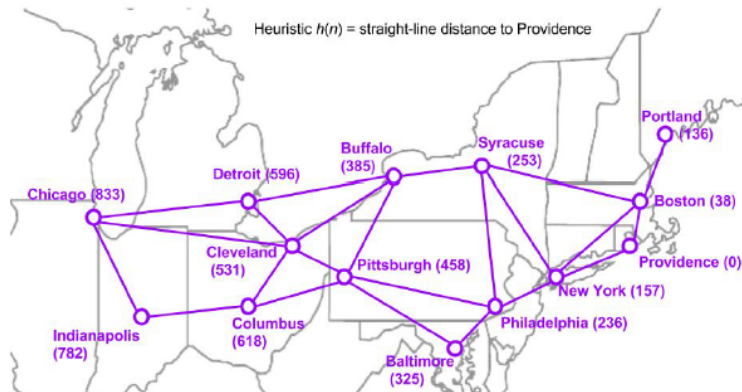 Heuristic h(n) = straight-line distance to Providence
Portland
(136)
Buffalo
(385)
Syracuse
(253)
Detroit (596)
Chicago (833)
Boston (38)
Cleveland
(531)
Pittsburgh (458)
Providence (0)
New York (157)
Indianapolis
(782)
Columbus
(618)
Philadelphia (236)
Baltimore
(325)